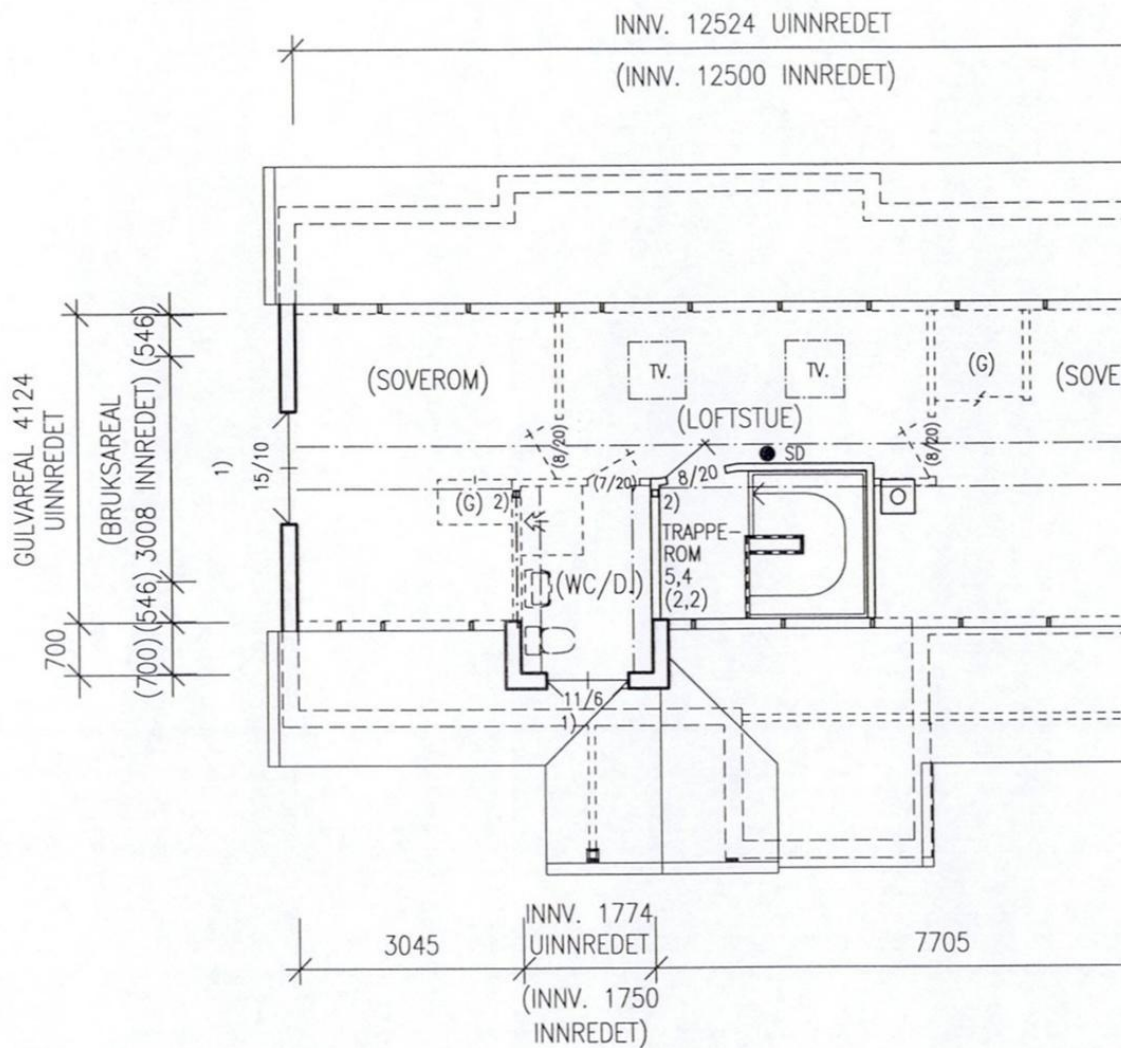 INNV. 12524 UINNREDET
(INNV. 12500 INNREDET)
GULVAREAL 4124
UINNREDET
700
(BRUKSAREAL
(700) (546) 3008 INNREDET) (546)
1)
15/10
(SOVEROM)
TV.
TV.
(G)
(SOVE
(LOFTSTUE)
SD
(8/20)
(7/20)
8/20
(8/20)
(G)
2)
2)
TRAPPE-
ROM
5,4
(2,2)
(WC/D.)
11/6
1)
3045
INNV. 1774
UINNREDET
(INNV. 1750
INNREDET)
7705